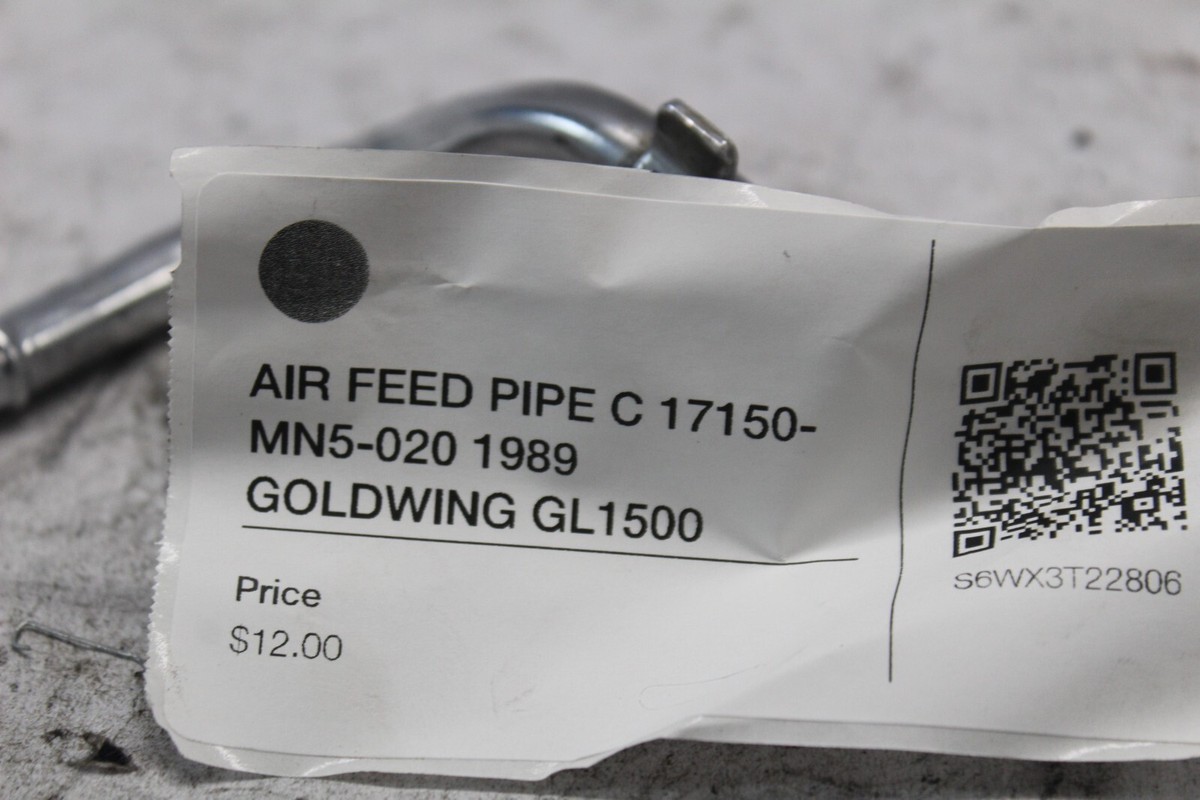 AIR FEED PIPE C 17150-
MN5-020 1989
GOLDWING GL1500
Price
$12.00
S6WX3T22806